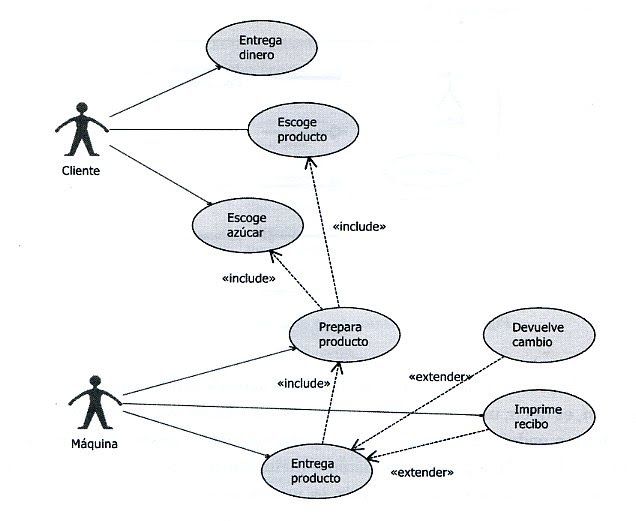 Entrega
dinero
Escoge
producto
Cliente
Escoge
azúcar
«include»
«include»
Prepara
producto
Devuelve
cambio
«include»
«extender»
Imprime
recibo
Máquina
Entrega
producto
«extender»